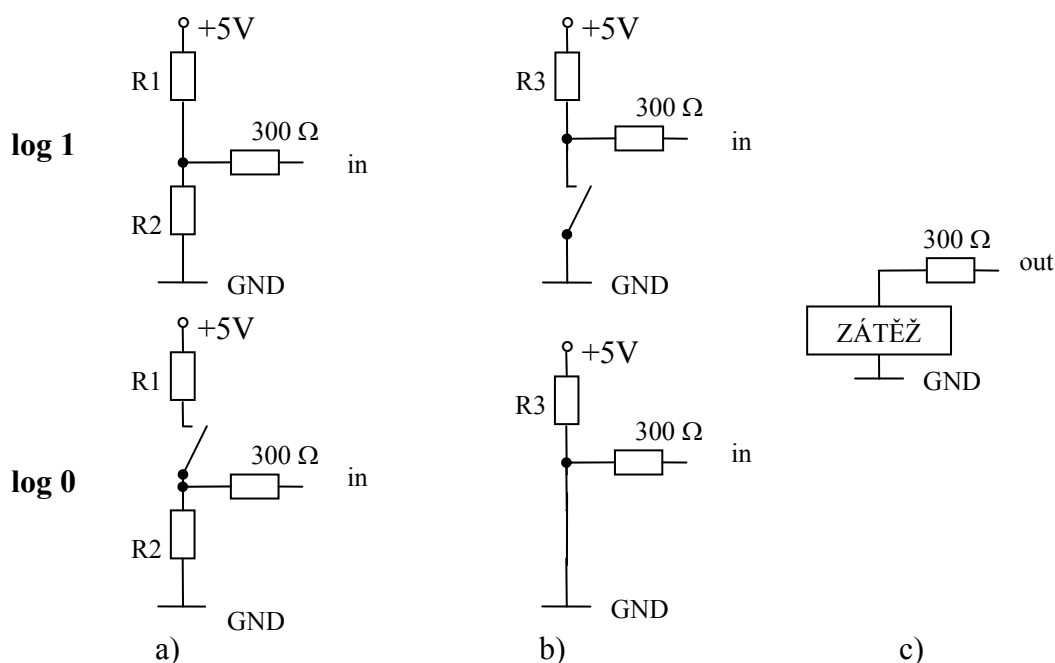 +5V
R1
log 1
300 Ω
in
R2
GND
+5V
R3
300 Ω
in
GND
+5V
R1
log 0
300 Ω
in
R2
GND
+5V
R3
300 Ω
in
GND
300 Ω
out
ZÁTĚŽ
GND
a)
b)
c)